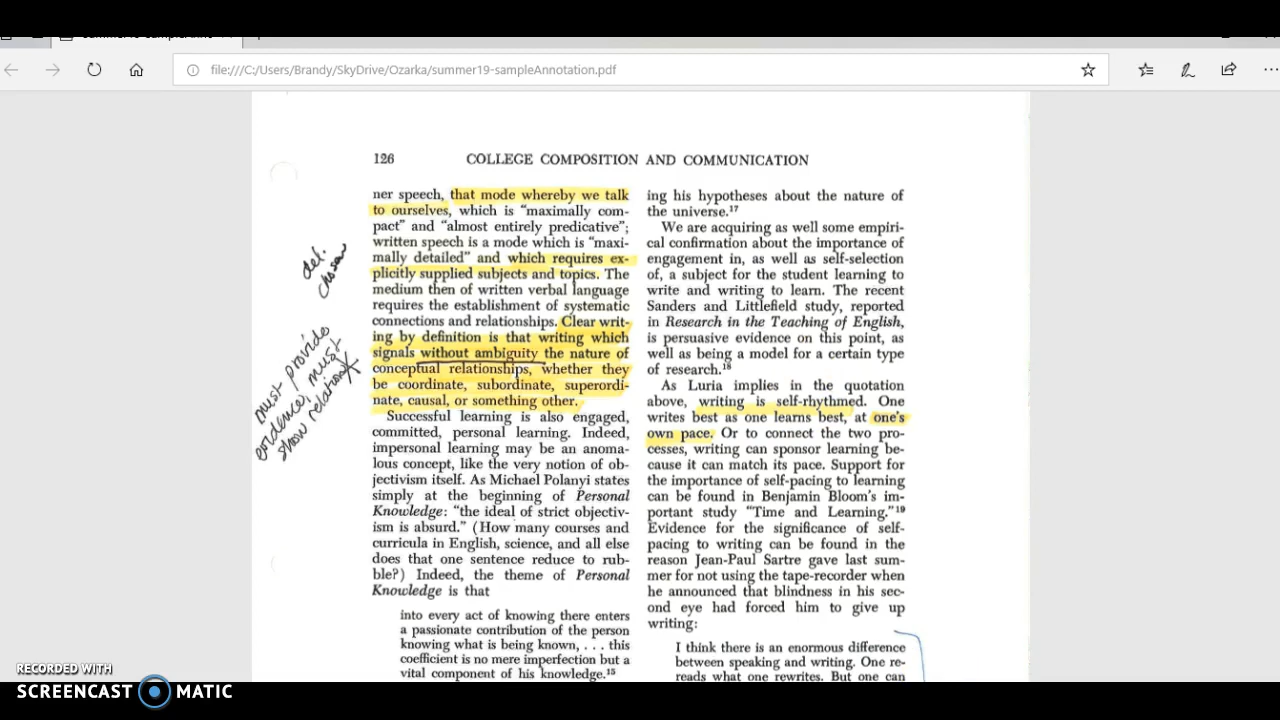 file:///C:/Users/Brandy/SkyDrive/Ozarka/summer19-sampleAnnotation.pdf
126 COLLEGE COMPOSITION AND COMMUNICATION
ner speech, that mode whereby we talk
to ourselves, which is “maximally com-
pact” and “almost entirely predicative”;
written speech is a mode which is “maxi-
mally detailed” and which requires ex-
plicitly supplied subjects and topics. The
medium then of written verbal language
requires the establishment of systematic
connections and relationships. Clear writ-
ing by definition is that writing which
signals without ambiguity the nature of
conceptual relationships, whether they
be coordinate, subordinate, superordi-
nate, causal, or something other.
Successful learning is also engaged,
committed, personal learning. Indeed,
impersonal learning may be an anoma-
lous concept, like the very notion of ob-
jectivism itself. As Michael Polanyi states
simply at the beginning of Personal
Knowledge: “the ideal of strict objectiv-
ism is absurd.” (How many courses and
curricula in English, science, and all else
does that one sentence reduce to rub-
ble?) Indeed, the theme of Personal
Knowledge is that
into every act of knowing there enters
a passionate contribution of the person
knowing what is being known, . . . this
coefficient is no mere imperfection but a
vital component of his knowledge.15
def.
chosen
must provide
evidence, must
show relation
ing his hypotheses about the nature of
the universe.17
We are acquiring as well some empiri-
cal confirmation about the importance of
engagement in, as well as self-selection
of, a subject for the student learning to
write and writing to learn. The recent
Sanders and Littlefield study, reported
in Research in the Teaching of English,
is persuasive evidence on this point, as
well as being a model for a certain type
of research.18
As Luria implies in the quotation
above, writing is self-rhythmed. One
writes best as one learns best, at one's
own pace. Or to connect the two pro-
cesses, writing can sponsor learning be-
cause it can match its pace. Support for
the importance of self-pacing to learning
can be found in Benjamin Bloom's im-
portant study “Time and Learning.”19
Evidence for the significance of self-
pacing to writing can be found in the
reason Jean-Paul Sartre gave last sum-
mer for not using the tape-recorder when
he announced that blindness in his sec-
ond eye had forced him to give up
writing:
I think there is an enormous difference
between speaking and writing. One re-
reads what one rewrites. But one can
RECORDED WITH
SCREENCAST MATIC